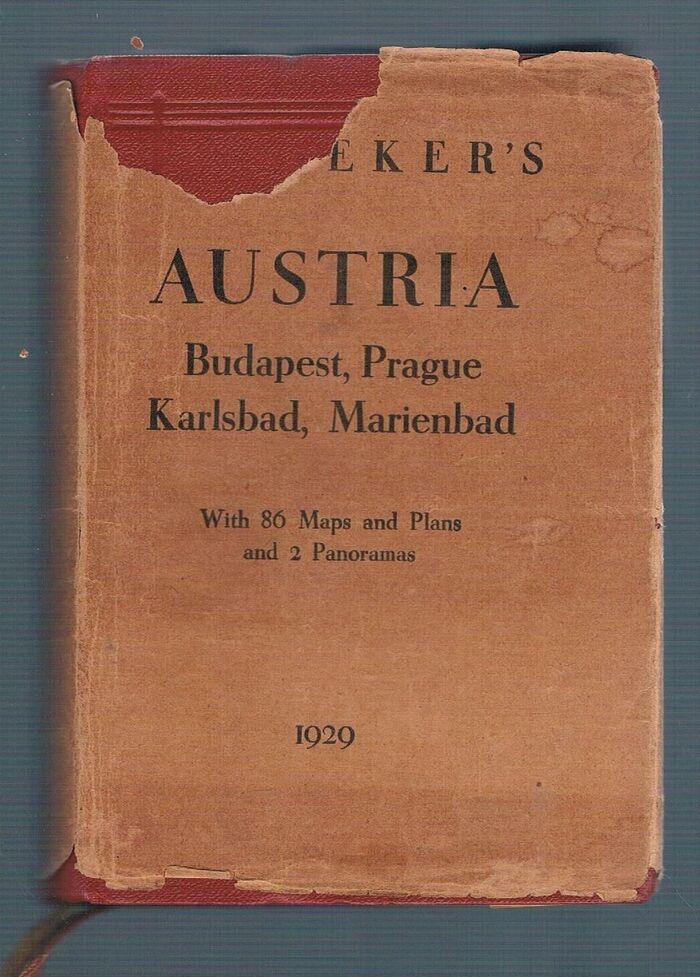 EKER'S
AUSTRIA
Budapest, Prague
Karlsbad, Marienbad
With 86 Maps and Plans
and 2 Panoramas
1929